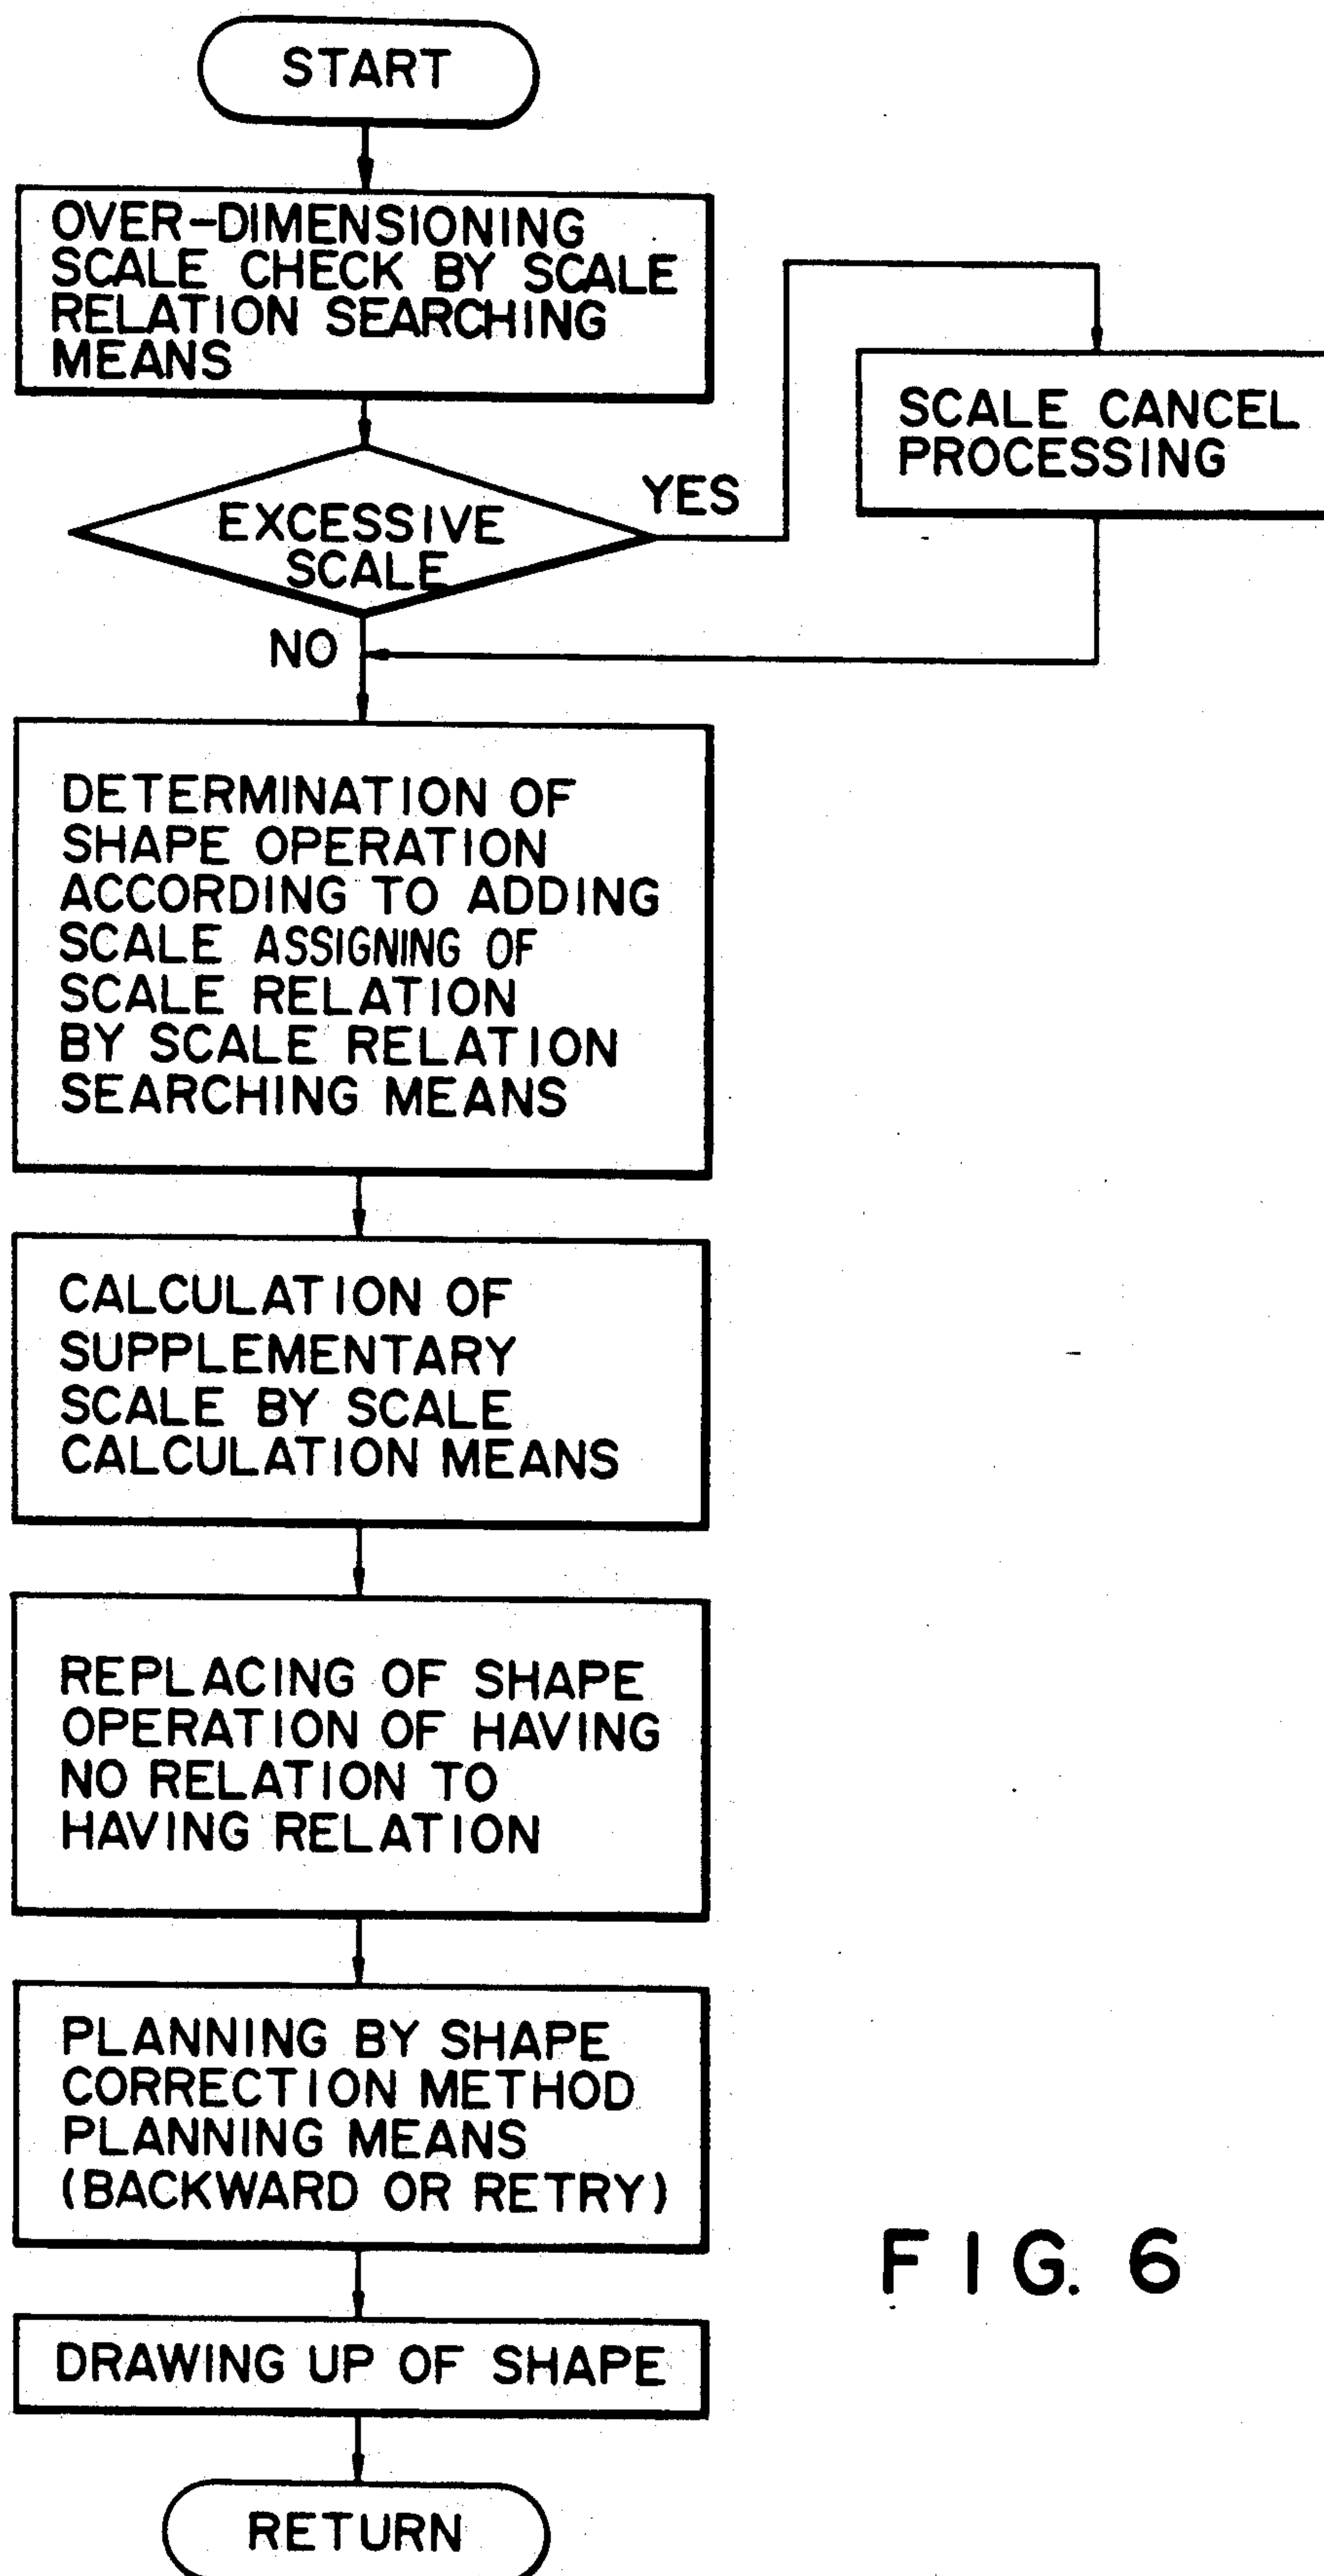 START
OVER-DIMENSIONING
SCALE CHECK BY SCALE
RELATION SEARCHING
MEANS
EXCESSIVE
SCALE
YES
SCALE CANCEL
PROCESSING
NO
DETERMINATION OF
SHAPE OPERATION
ACCORDING TO ADDING
SCALE ASSIGNING OF
SCALE RELATION
BY SCALE RELATION
SEARCHING MEANS
CALCULATION OF
SUPPLEMENTARY
SCALE BY SCALE
CALCULATION MEANS
REPLACING OF SHAPE
OPERATION OF HAVING
NO RELATION TO
HAVING RELATION
PLANNING BY SHAPE
CORRECTION METHOD
PLANNING MEANS
(BACKWARD OR RETRY)
DRAWING UP OF SHAPE
RETURN
FIG. 6